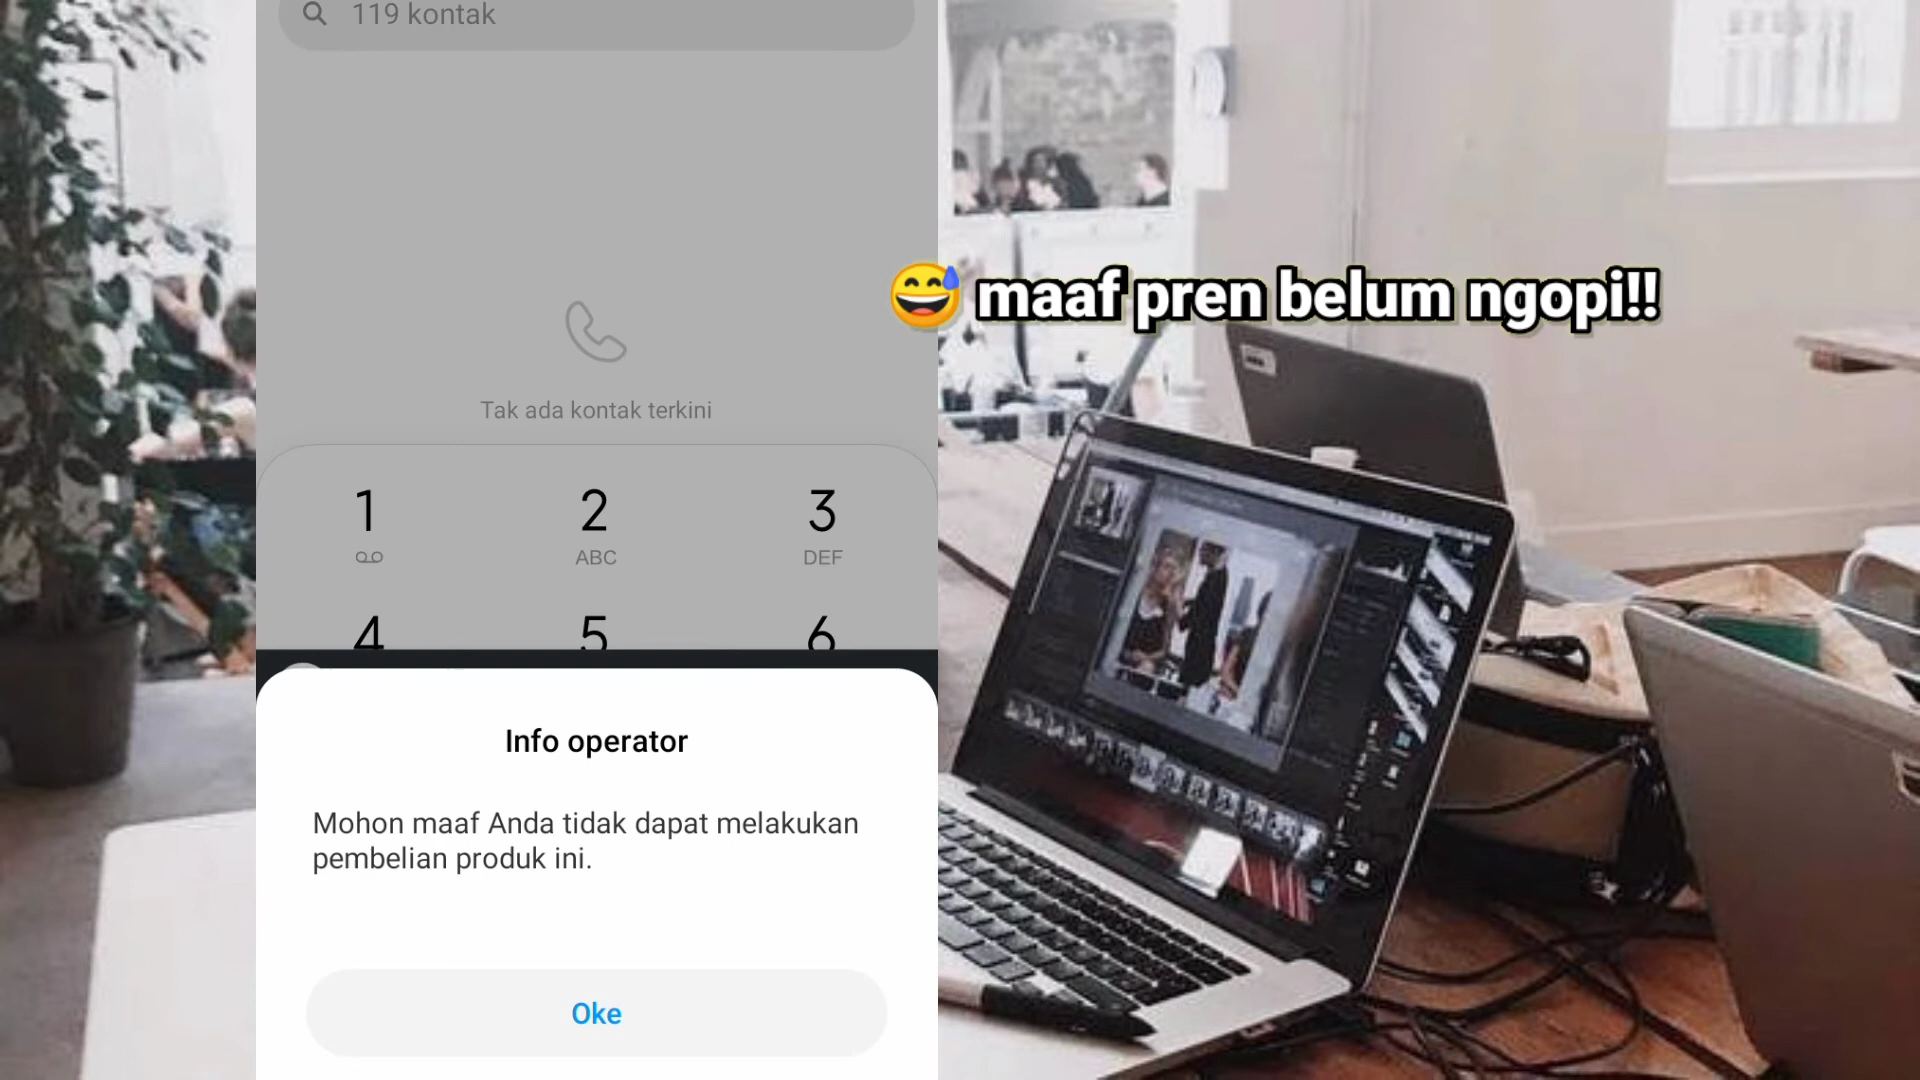 119 kontak
Tak ada kontak terkini
😅 maaf pren belum ngopi!!
1
2
3
ABC
DEF
4
5
6
Info operator
Mohon maaf Anda tidak dapat melakukan
pembelian produk ini.
Oke